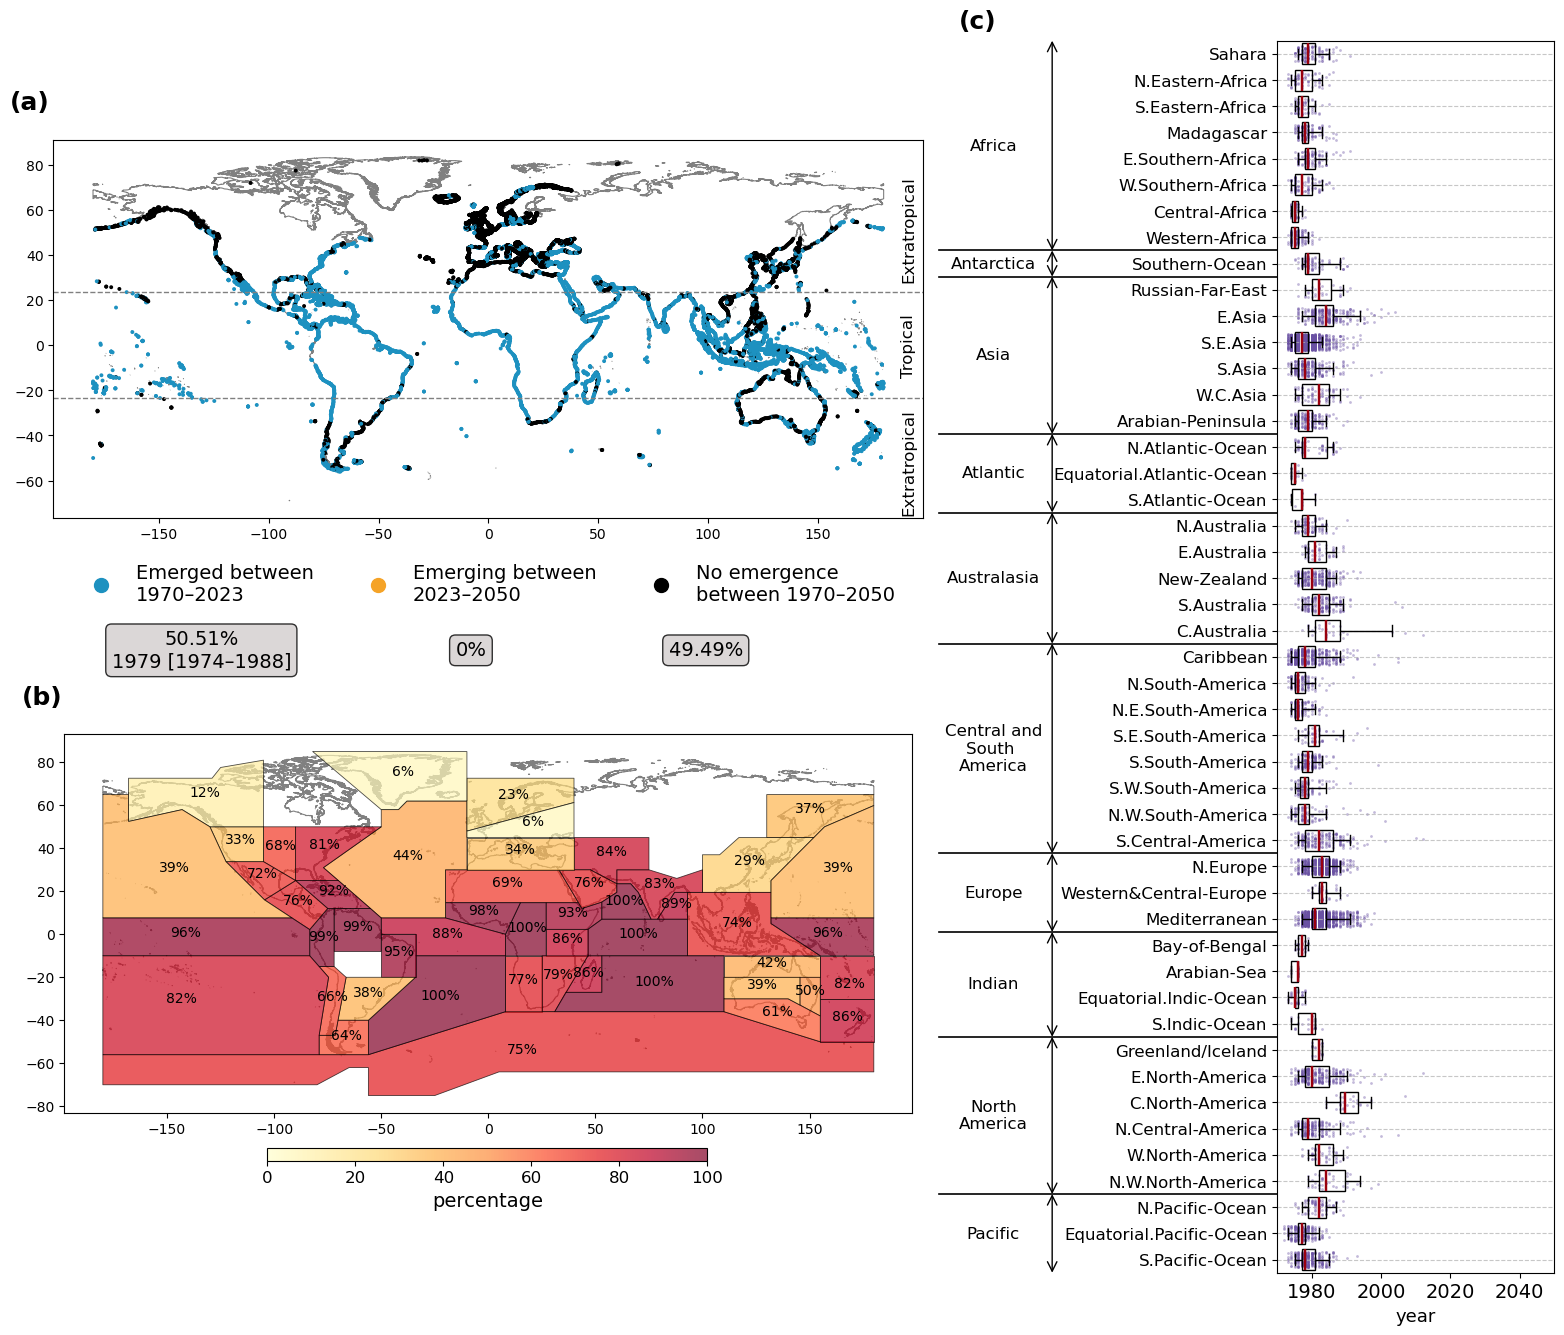 (a)
80
60
40
20
0
−20
−40
−60
Extratropical
Tropical
Extratropical
−150
−100
−50
0
50
100
150
Emerged between
1970–2023
Emerging between
2023–2050
No emergence
between 1970–2050
50.51%
1979 [1974–1988]
0%
49.49%
(b)
80
60
40
20
0
−20
−40
−60
−80
6%
12%
23%
37%
6%
33%
68%
81%
34%
84%
44%
29%
39%
39%
72%
92%
69%
76%
83%
76%
98%
93%
100%
89%
96%
99%
99%
88%
100%
86%
100%
74%
96%
95%
42%
82%
66%
38%
100%
77%
79%
86%
100%
39%
50%
82%
64%
61%
86%
75%
−150
−100
−50
0
50
100
150
0
20
40
60
80
100
percentage
(c)
Africa
Sahara
N.Eastern-Africa
S.Eastern-Africa
Madagascar
E.Southern-Africa
W.Southern-Africa
Central-Africa
Western-Africa
Antarctica
Southern-Ocean
Asia
Russian-Far-East
E.Asia
S.E.Asia
S.Asia
W.C.Asia
Arabian-Peninsula
Atlantic
N.Atlantic-Ocean
Equatorial.Atlantic-Ocean
S.Atlantic-Ocean
Australasia
N.Australia
E.Australia
New-Zealand
S.Australia
C.Australia
Central and
South
America
Caribbean
N.South-America
N.E.South-America
S.E.South-America
S.South-America
S.W.South-America
N.W.South-America
S.Central-America
Europe
N.Europe
Western&Central-Europe
Mediterranean
Indian
Bay-of-Bengal
Arabian-Sea
Equatorial.Indic-Ocean
S.Indic-Ocean
North
America
Greenland/Iceland
E.North-America
C.North-America
N.Central-America
W.North-America
N.W.North-America
Pacific
N.Pacific-Ocean
Equatorial.Pacific-Ocean
S.Pacific-Ocean
1980
2000
2020
2040
year